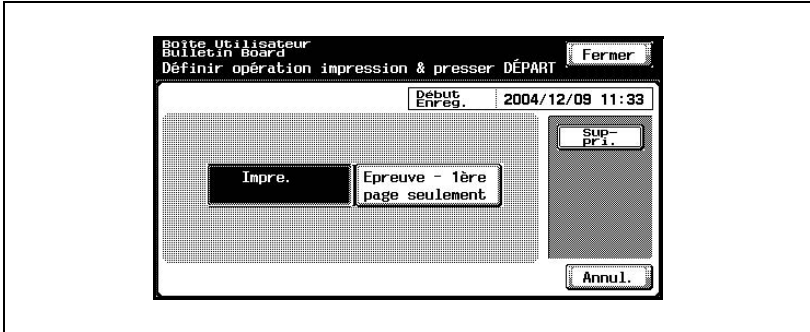 Boîte Utilisateur
Bulletin Board
Définir opération impression & presser DÉPART
Fermer
Début
Enreg.
2004/12/09 11:33
Sup-
pri.
Impre.
Epreuve - 1ère
page seulement
Annul.